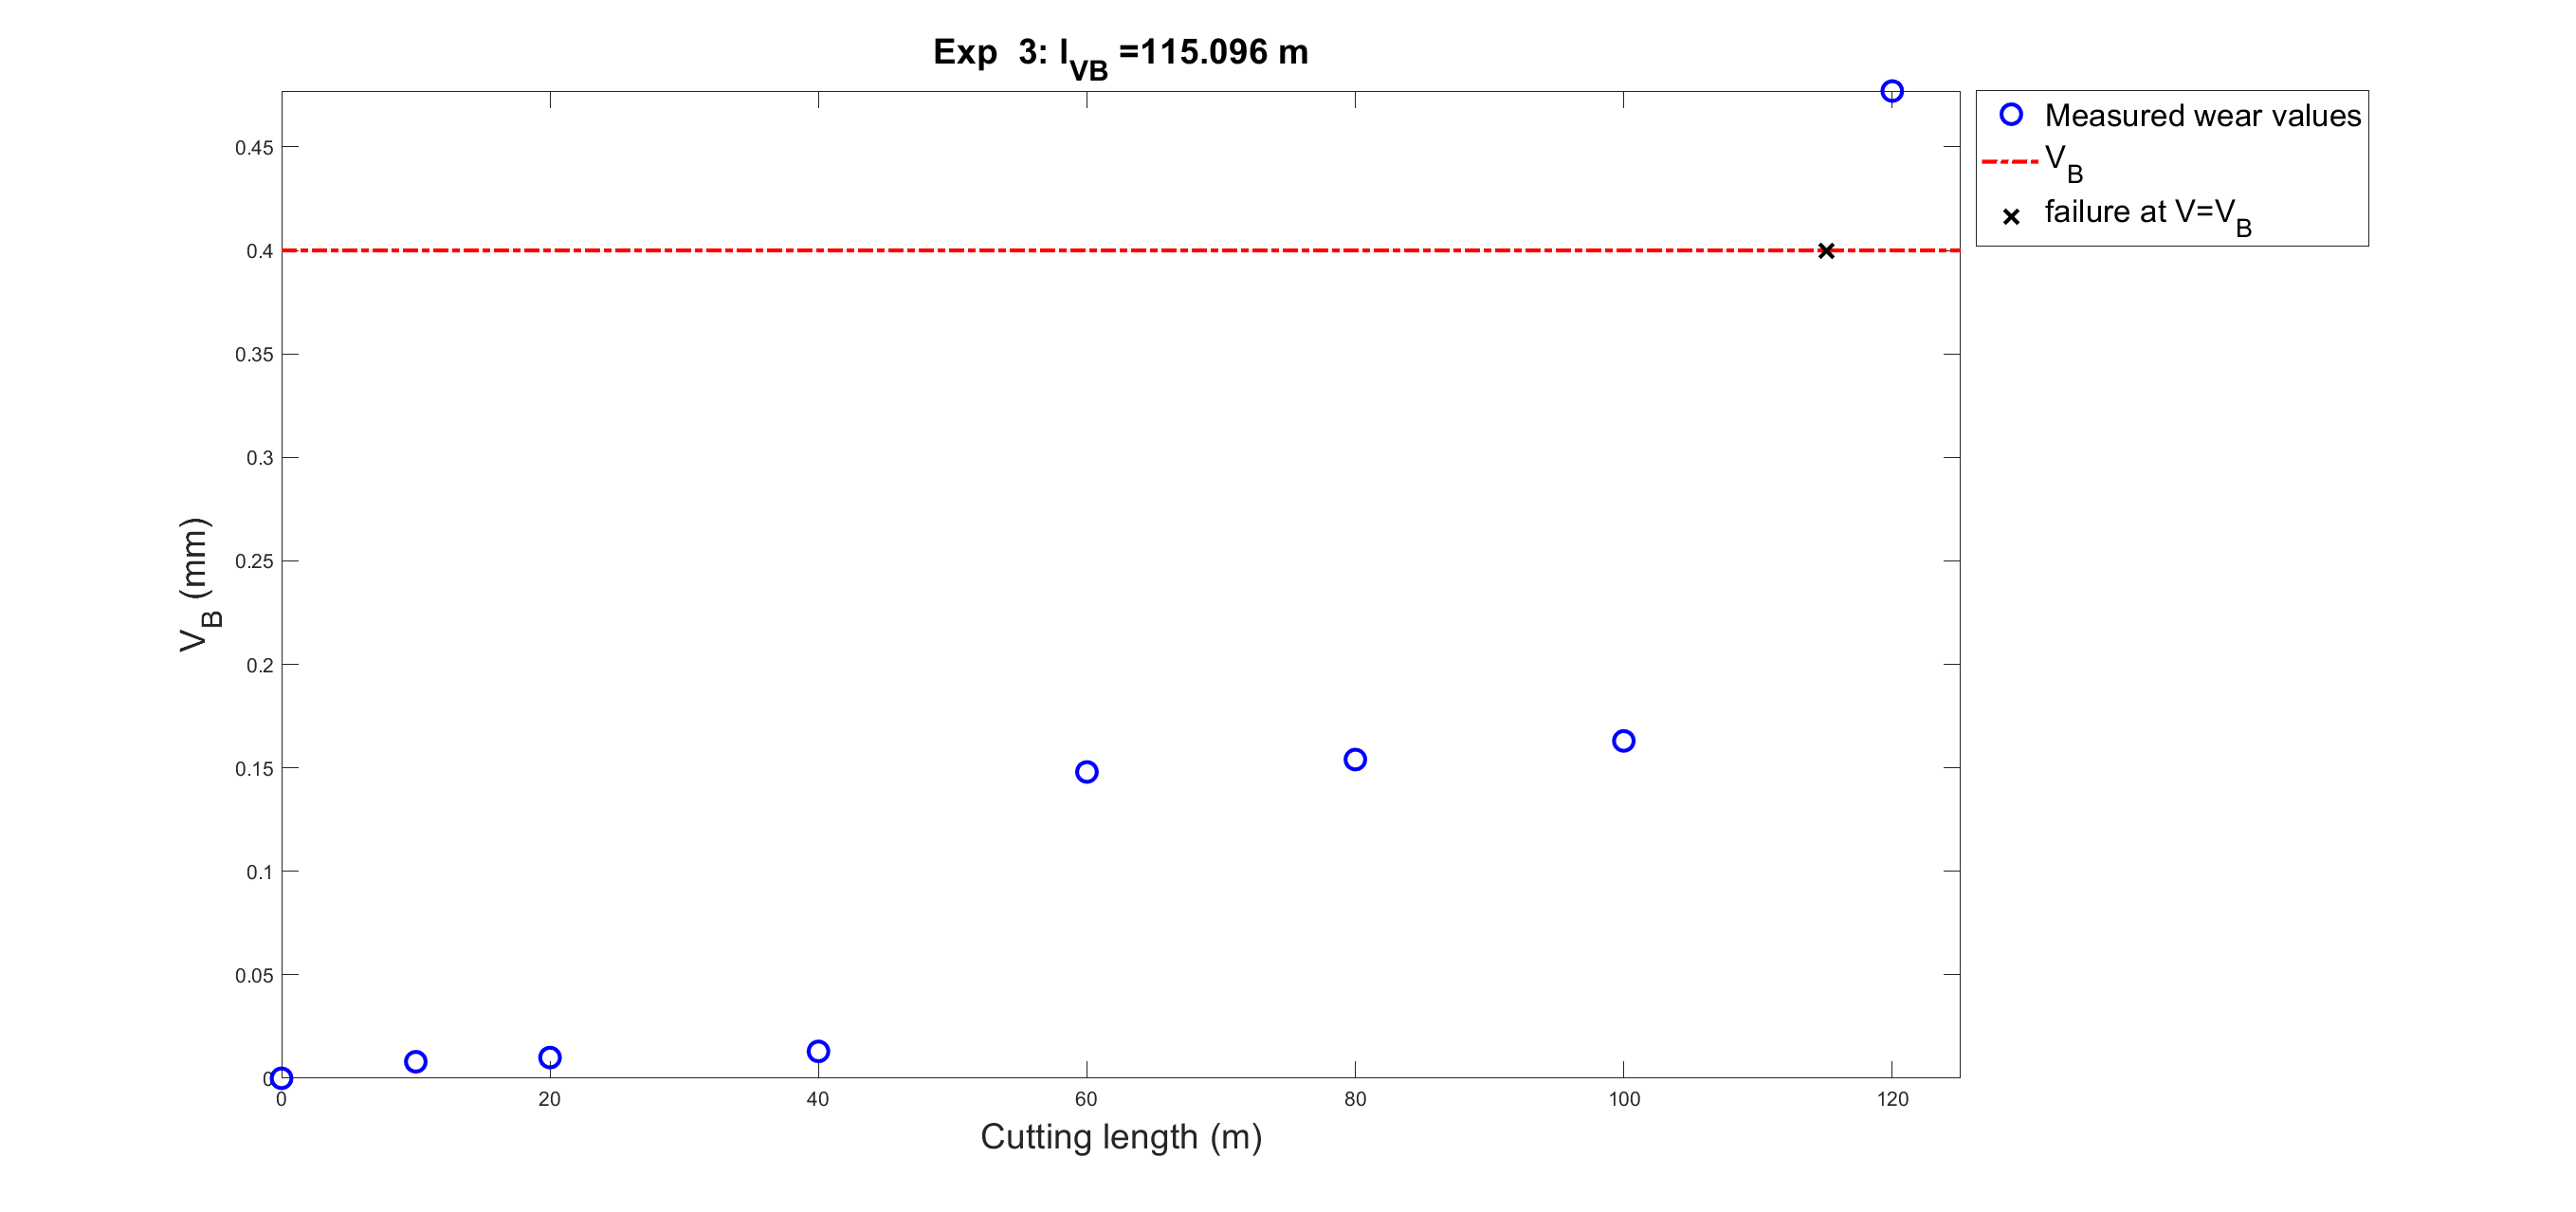 Exp 3: l_VB =115.096 m
Measured wear values
V_B
failure at V=V_B
0.45
0.4
0.35
0.3
0.25
0.2
0.15
0.1
0.05
0
V_B (mm)
0 20 40 60 80 100 120
Cutting length (m)